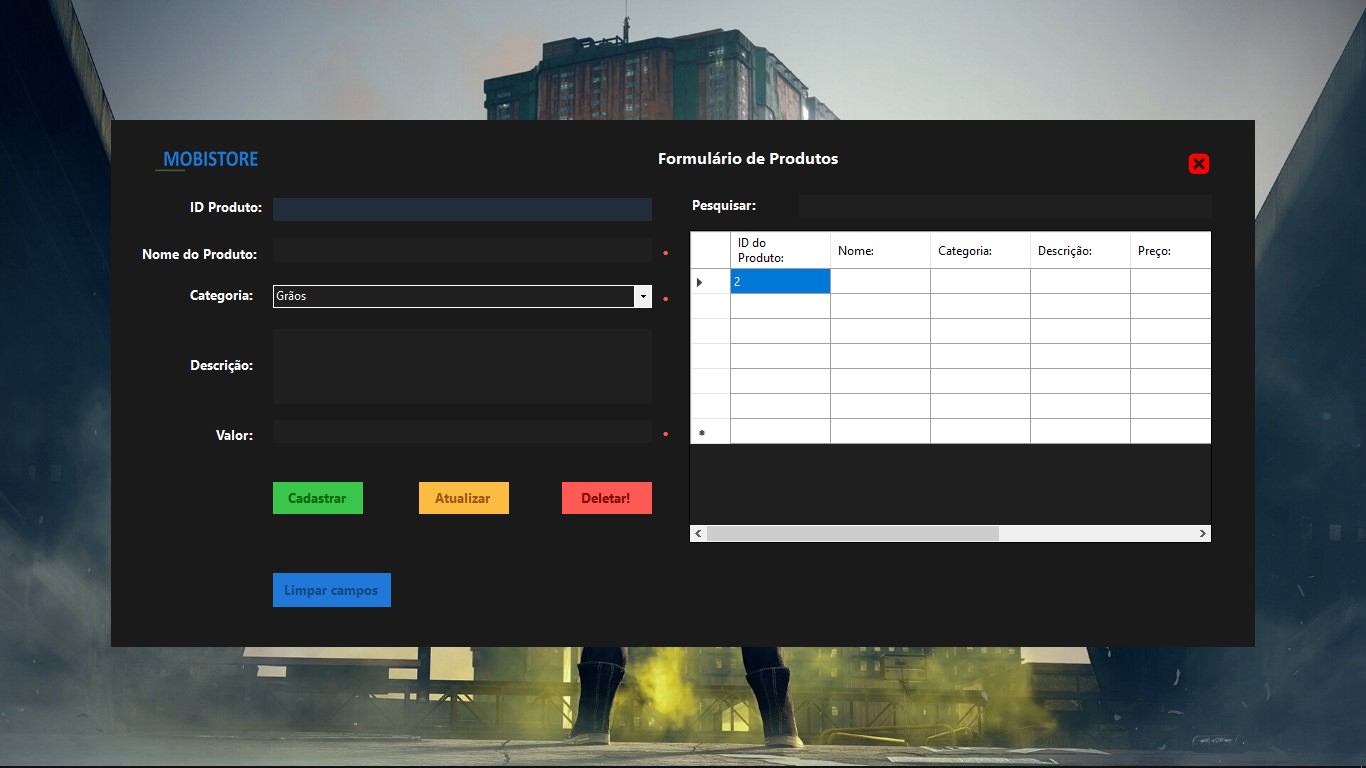 MOBISTORE
Formulário de Produtos
ID Produto:
Nome do Produto:
Categoria:
Grãos
Descrição:
Valor:
Cadastrar
Atualizar
Deletar!
Limpar campos
Pesquisar:
ID do
Produto:
Nome:
Categoria:
Descrição:
Preço:
2